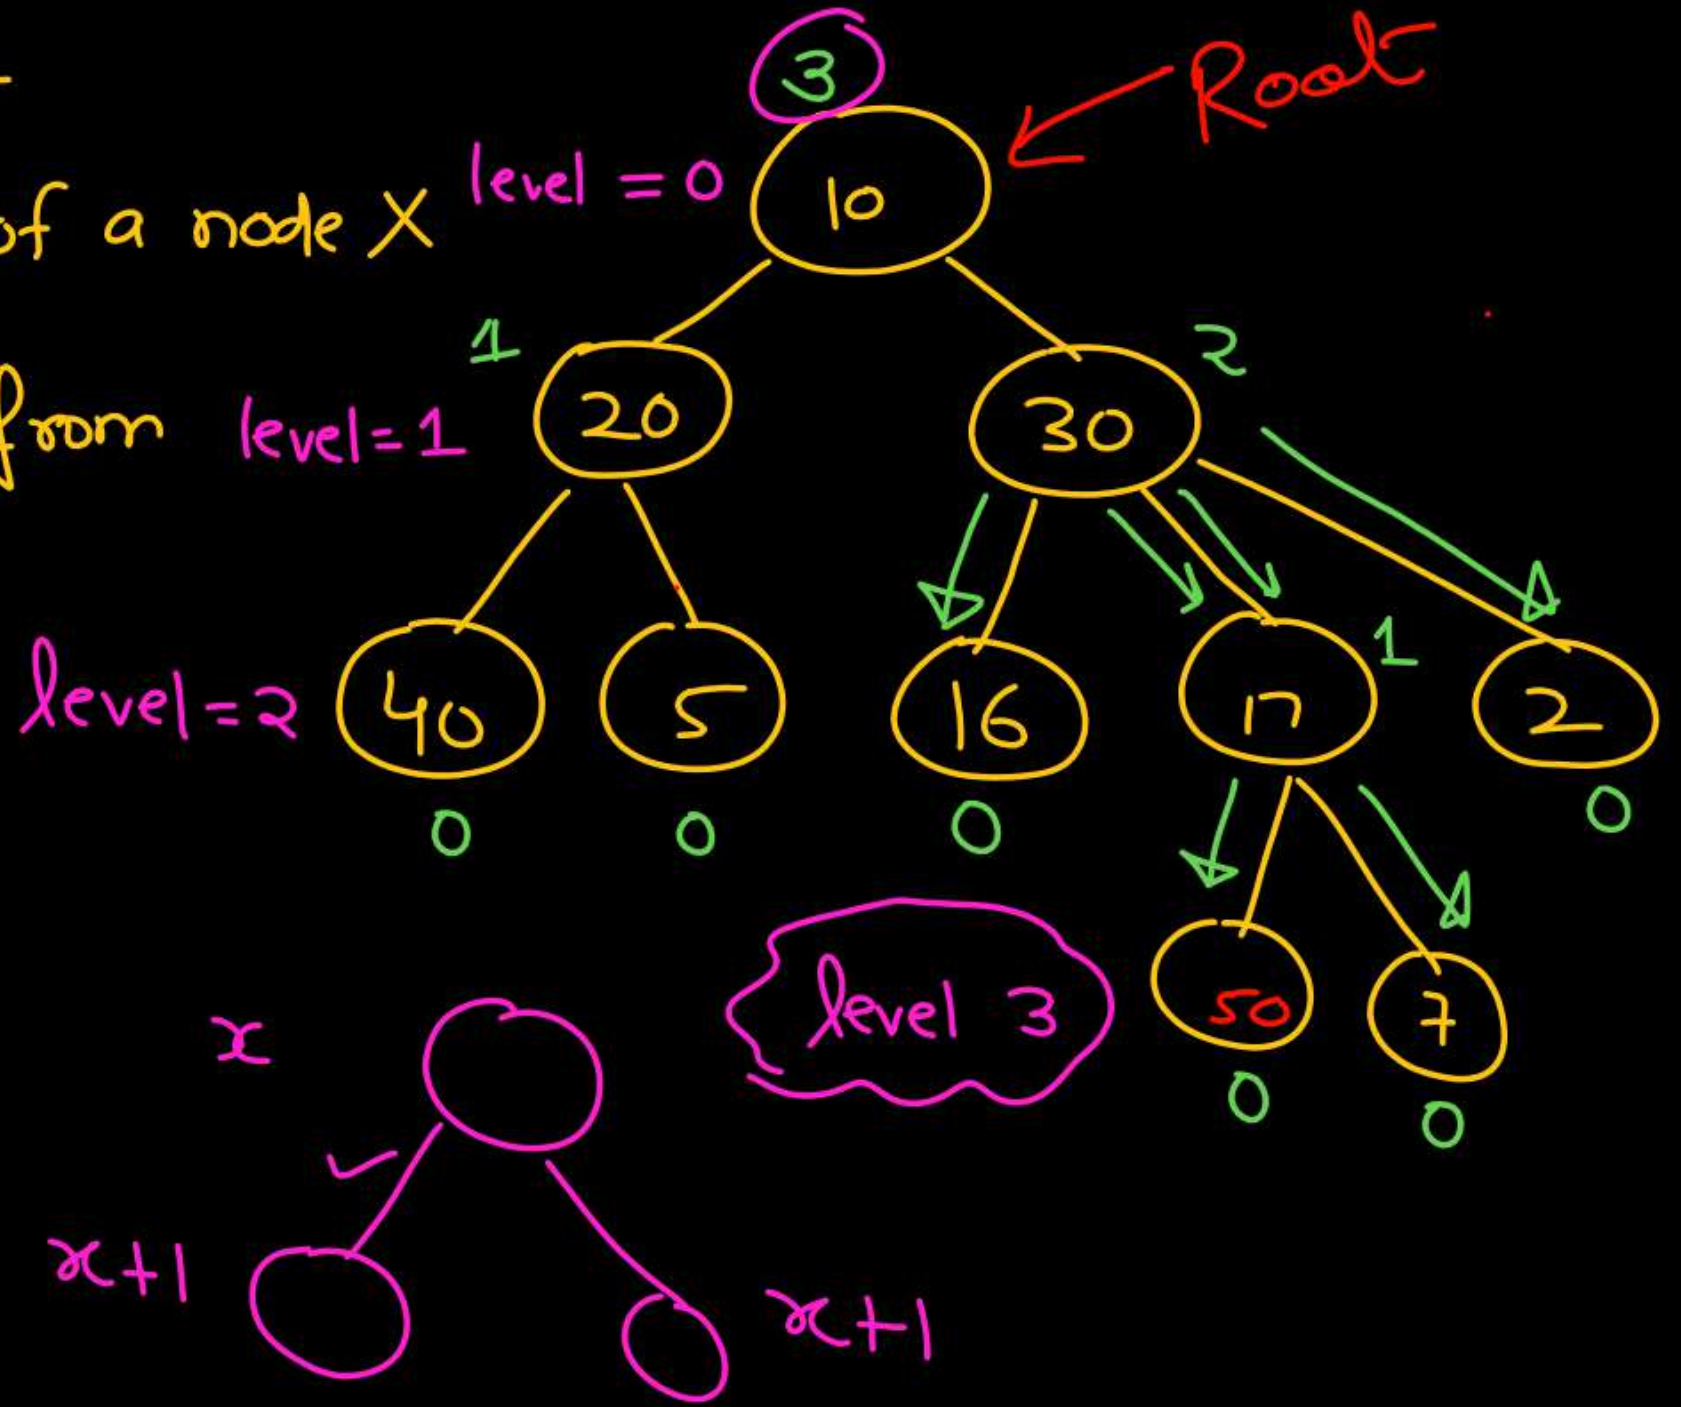 3
Root
of a node X level = 0 10
1 2
from level=1 20 30
1
level=2 40 5 16 17 2
0 0 0 0
level 3 50 7
x
0 0
x+1 x+1